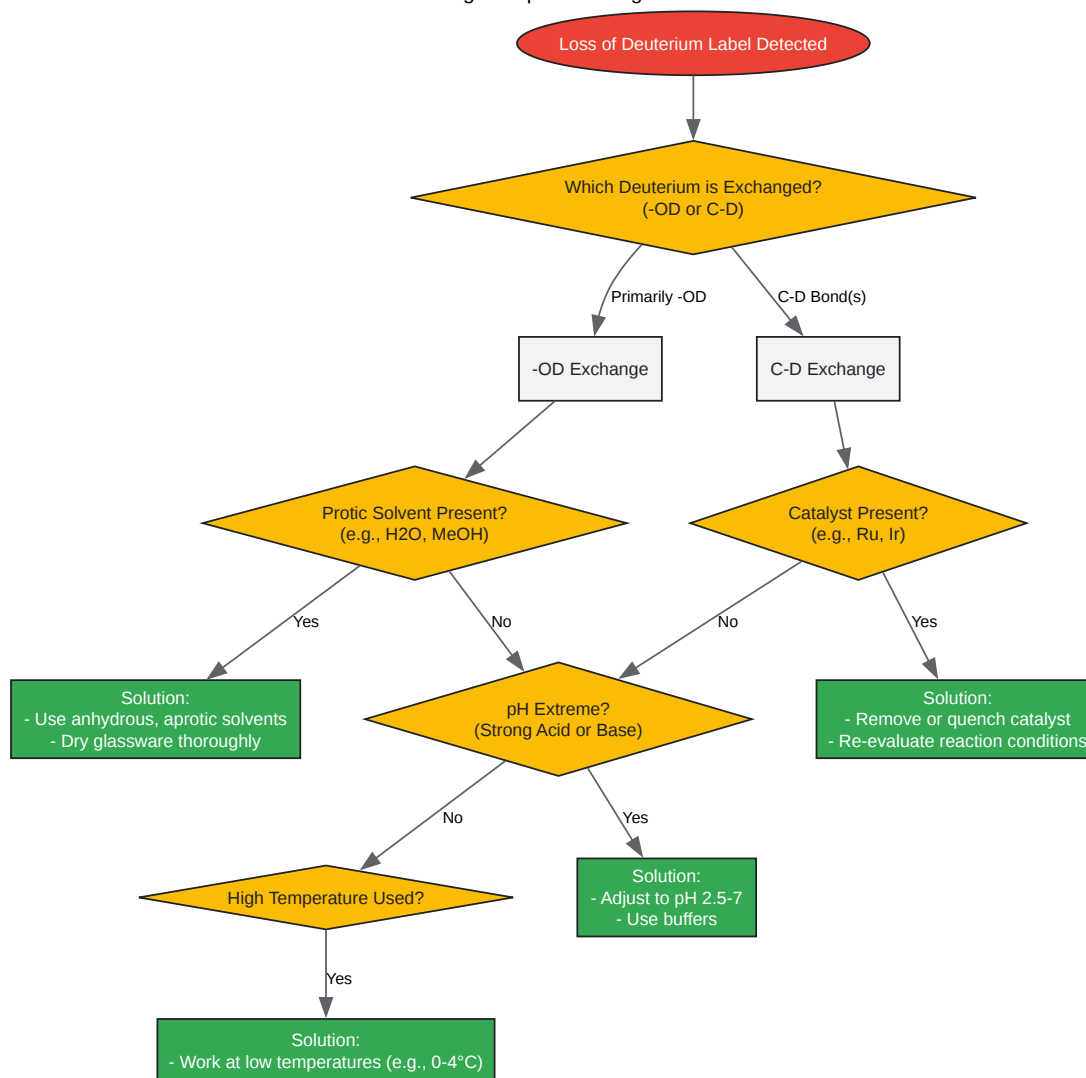 Loss of Deuterium Label Detected
Which Deuterium is Exchanged?
(-OD or C-D)
Primarily -OD
C-D Bond(s)
-OD Exchange
C-D Exchange
Protic Solvent Present?
(e.g., H2O, MeOH)
Catalyst Present?
(e.g., Ru, Ir)
Yes
No
No
Yes
Solution:
- Use anhydrous, aprotic solvents
- Dry glassware thoroughly
pH Extreme?
(Strong Acid or Base)
Solution:
- Remove or quench catalyst
- Re-evaluate reaction conditions
No
Yes
High Temperature Used?
Solution:
- Adjust to pH 2.5-7
- Use buffers
Yes
Solution:
- Work at low temperatures (e.g., 0-4°C)